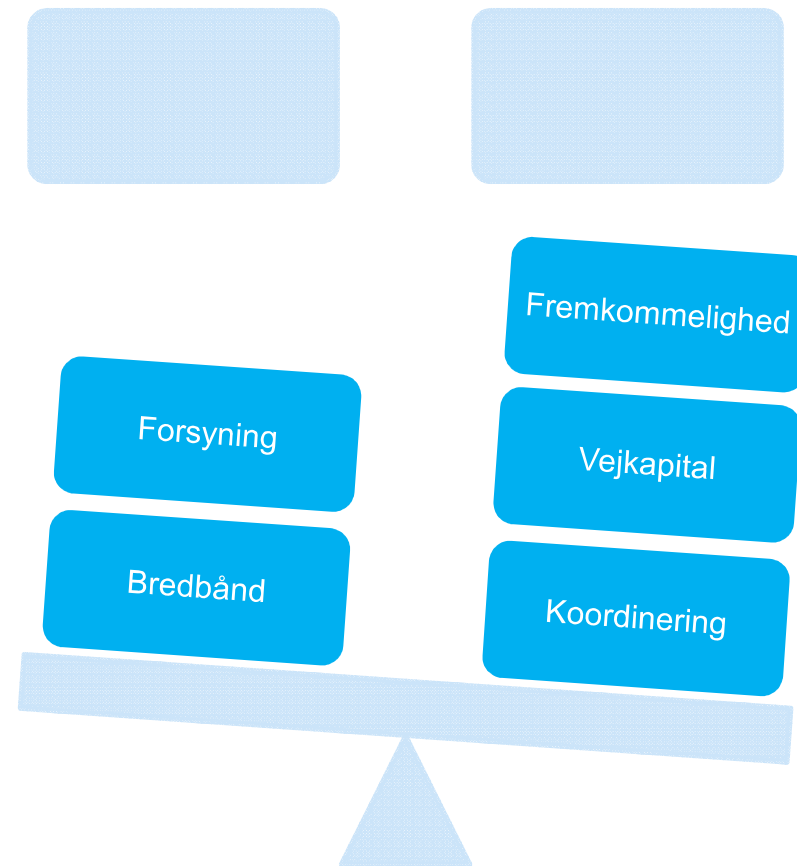 Forsyning
Bredbånd
Fremkommelighed
Vejkapital
Koordinering